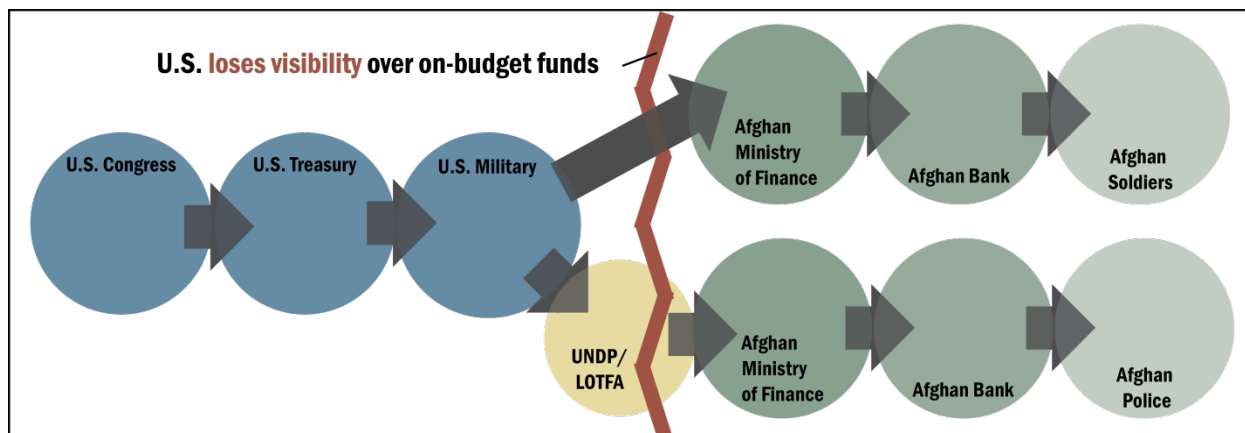 U.S. loses visibility over on-budget funds
U.S. Congress
U.S. Treasury
U.S. Military
Afghan
Ministry
of Finance
Afghan Bank
Afghan
Soldiers
UNDP/
LOTFA
Afghan
Ministry
of Finance
Afghan Bank
Afghan
Police